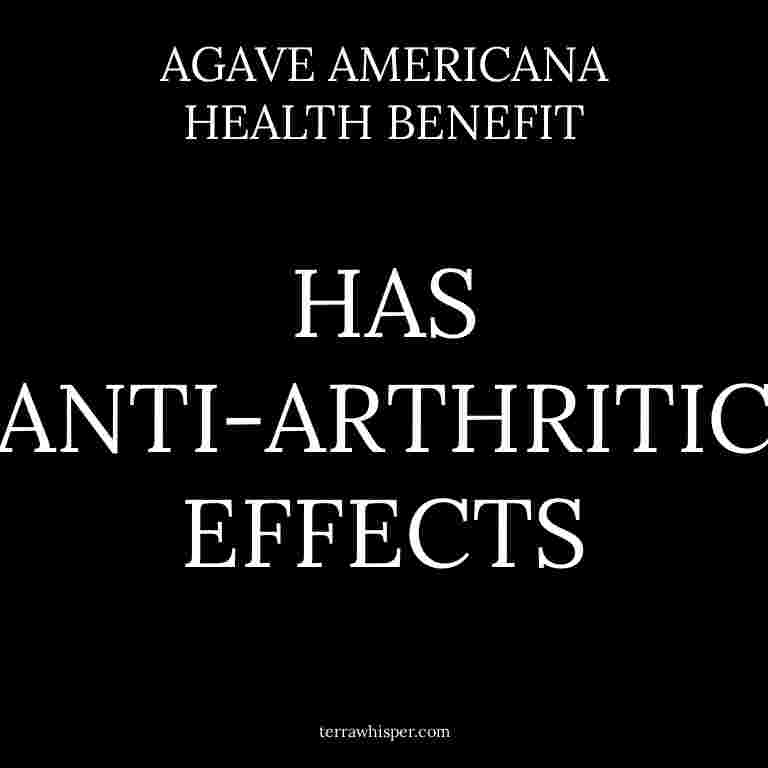 AGAVE AMERICANA
HEALTH BENEFIT
HAS
ANTI-ARTHRITIC
EFFECTS
terrawhisper.com